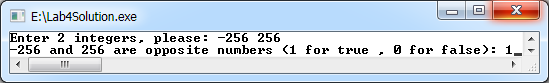 E:\Lab4Solution.exe
Enter 2 integers, please: -256 256
-256 and 256 are opposite numbers (1 for true , 0 for false): 1_